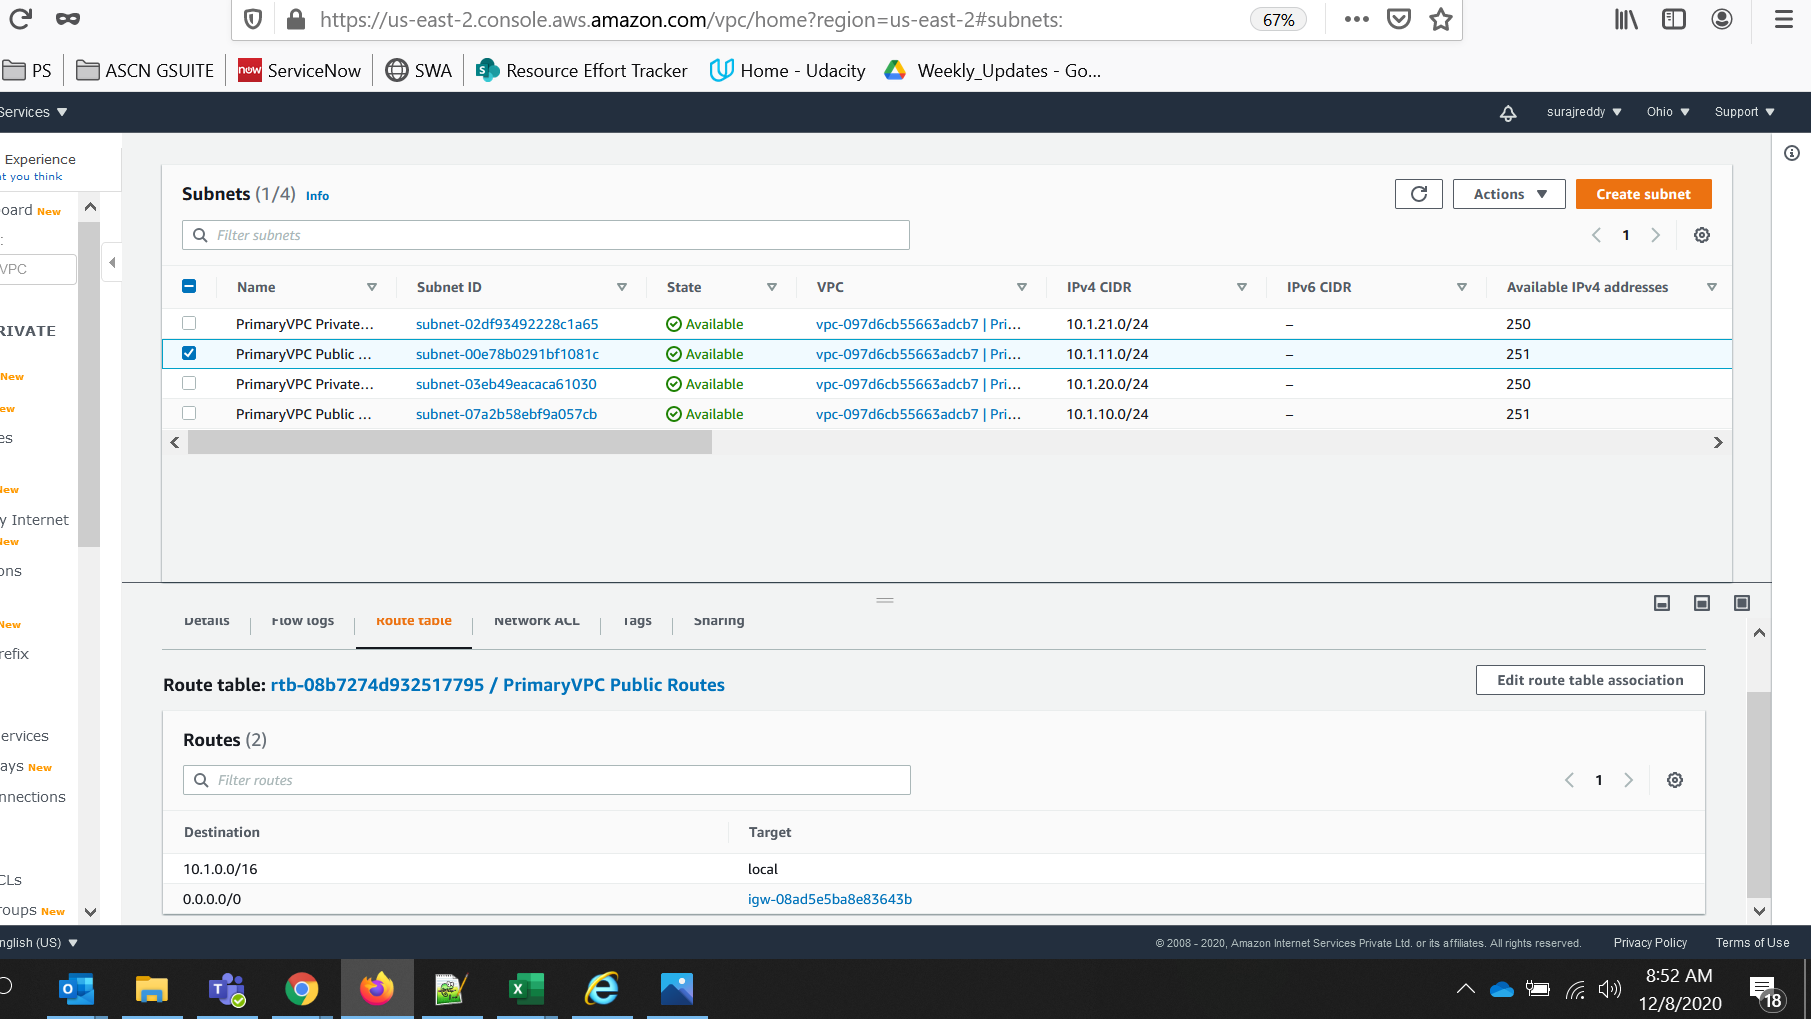 https://us-east-2.console.aws.amazon.com/vpc/home?region=us-east-2#subnets:
67%
PS
ASCN GSUITE
now ServiceNow
SWA
S Resource Effort Tracker
Home - Udacity
Weekly_Updates - Go...
Services
surajreddy
Ohio
Support
Experience
at you think
oard New
:
VPC
RIVATE
New
ew
es
New
y Internet
New
ons
New
refix
ervices
ays New
nnections
CLs
roups New
Subnets (1/4) Info
Actions
Create subnet
Filter subnets
1
Name Subnet ID State VPC IPv4 CIDR IPv6 CIDR Available IPv4 addresses
PrimaryVPC Private... subnet-02df93492228c1a65 Available vpc-097d6cb55663adcb7 | Pri... 10.1.21.0/24 – 250
PrimaryVPC Public ... subnet-00e78b0291bf1081c Available vpc-097d6cb55663adcb7 | Pri... 10.1.11.0/24 – 251
PrimaryVPC Private... subnet-03eb49eacaca61030 Available vpc-097d6cb55663adcb7 | Pri... 10.1.20.0/24 – 250
PrimaryVPC Public ... subnet-07a2b58ebf9a057cb Available vpc-097d6cb55663adcb7 | Pri... 10.1.10.0/24 – 251
Details Flow logs Route table Network ACL Tags Sharing
Route table: rtb-08b7274d932517795 / PrimaryVPC Public Routes
Edit route table association
Routes (2)
Filter routes
1
Destination Target
10.1.0.0/16 local
0.0.0.0/0 igw-08ad5e5ba8e83643b
nglish (US)
© 2008 - 2020, Amazon Internet Services Private Ltd. or its affiliates. All rights reserved.
Privacy Policy
Terms of Use
8:52 AM
12/8/2020
18